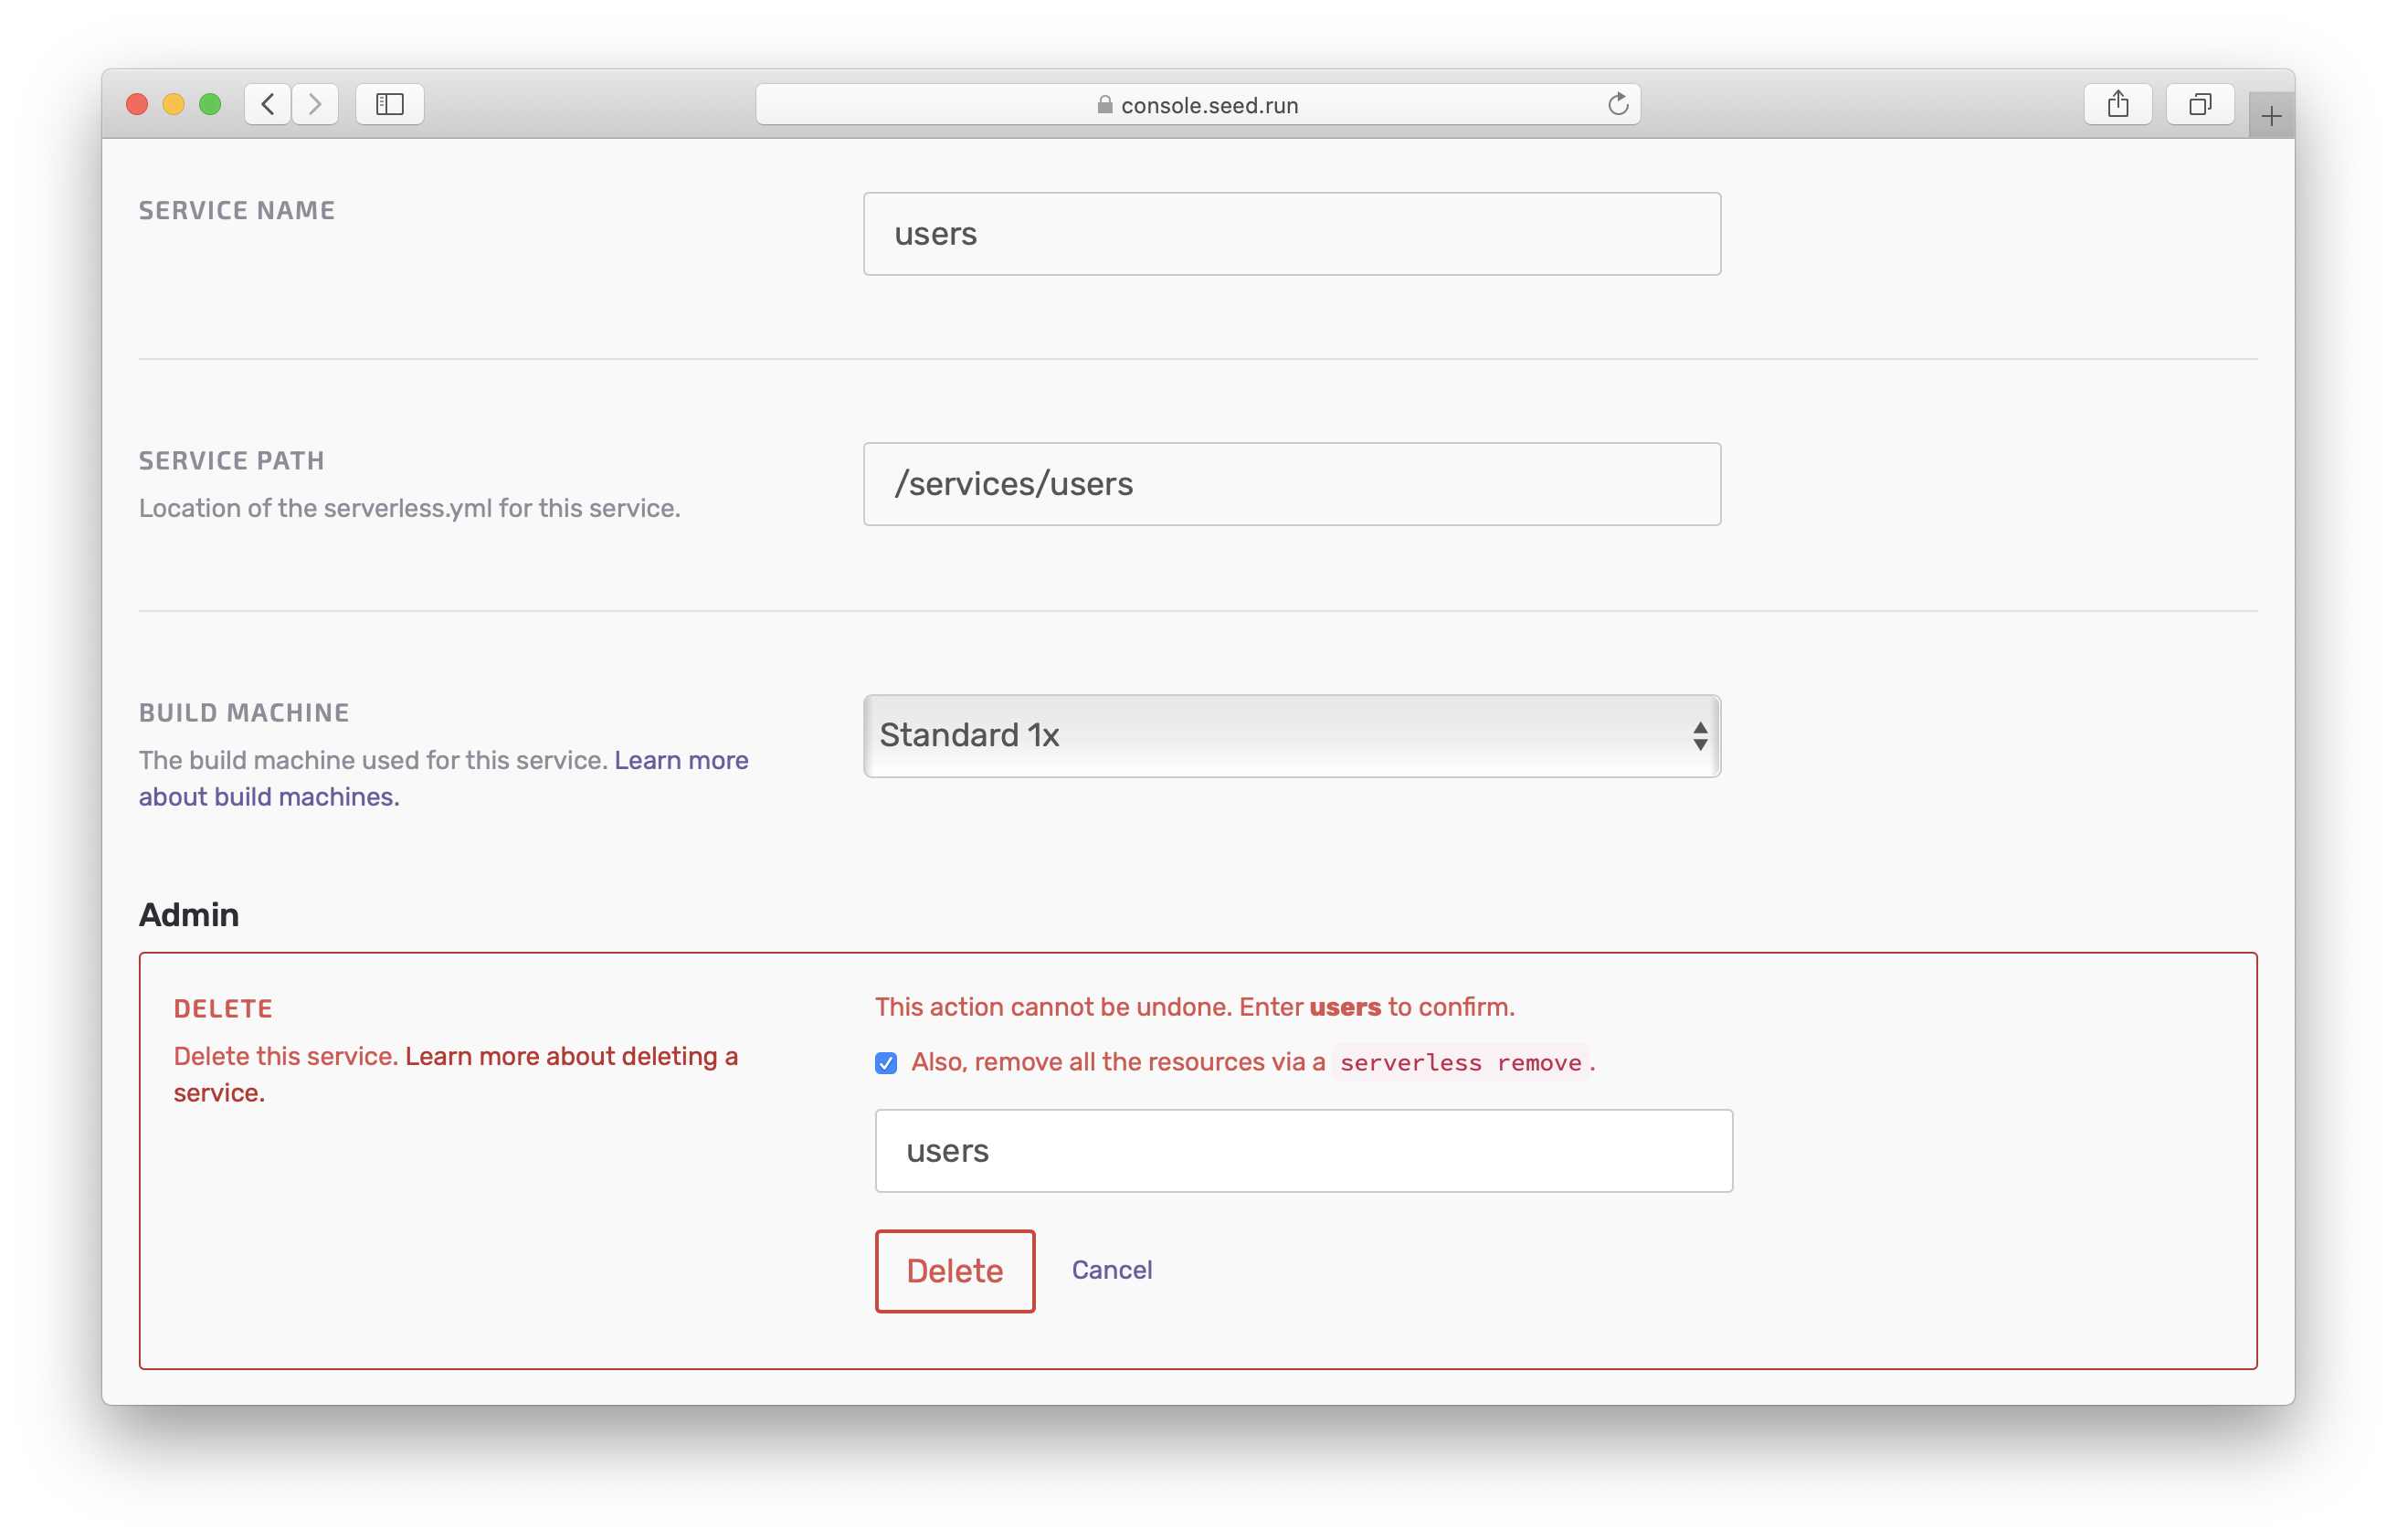 console.seed.run
SERVICE NAME
users
SERVICE PATH
Location of the serverless.yml for this service.
/services/users
BUILD MACHINE
The build machine used for this service. Learn more
about build machines.
Standard 1x
Admin
DELETE
Delete this service. Learn more about deleting a
service.
This action cannot be undone. Enter users to confirm.
Also, remove all the resources via a serverless remove.
users
Delete
Cancel